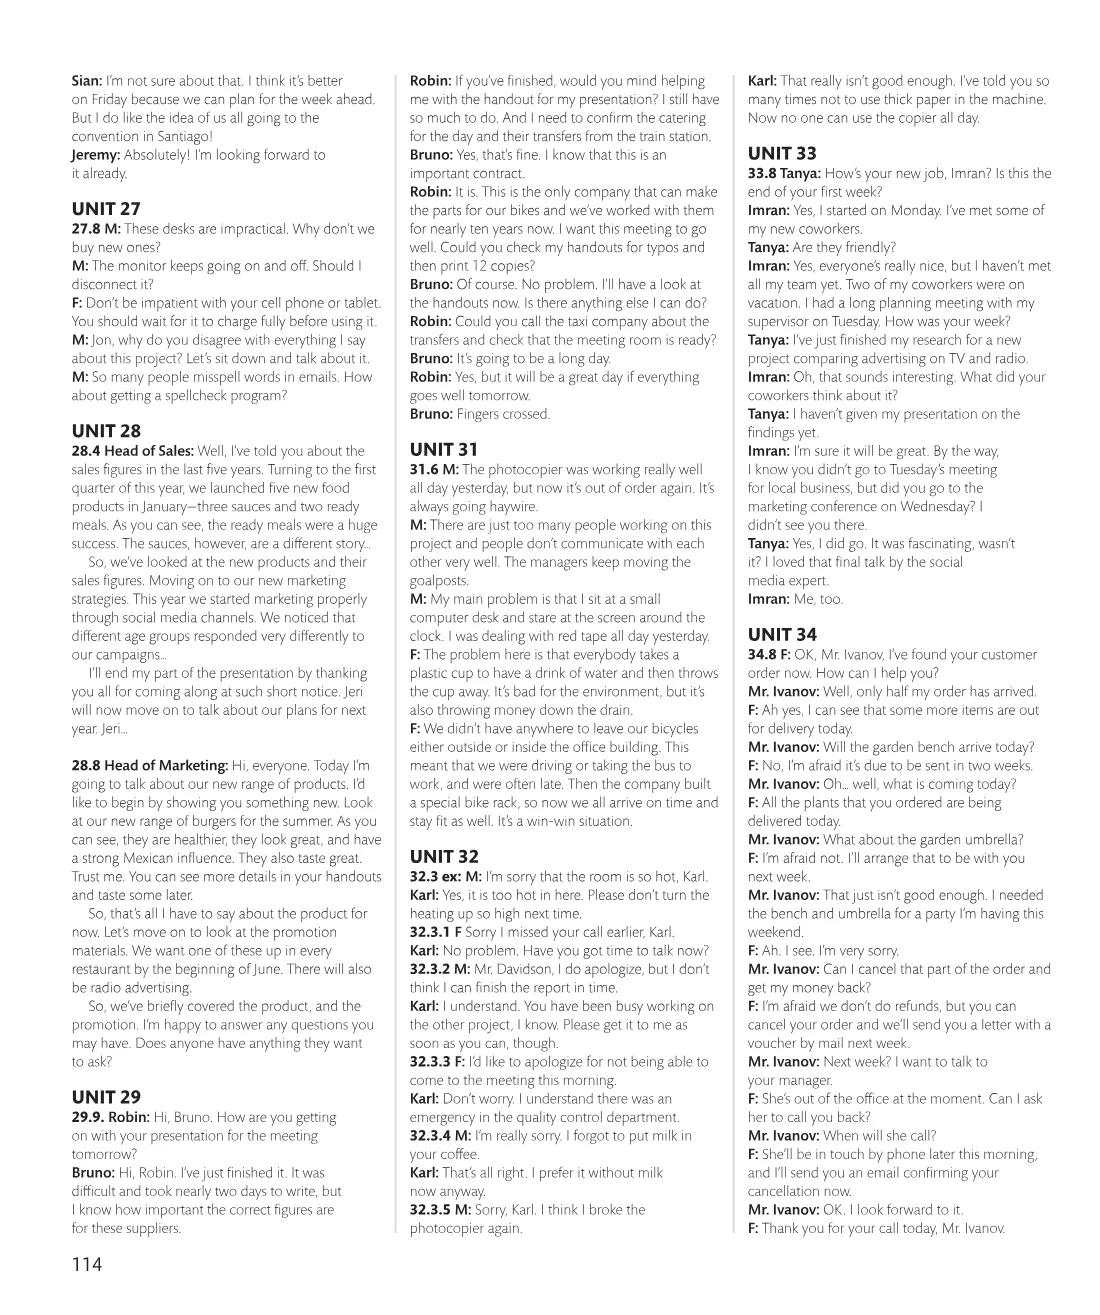 Sian: I'm not sure about that. I think it's better
on Friday because we can plan for the week ahead.
But I do like the idea of us all going to the
convention in Santiago!
Jeremy: Absolutely! I'm looking forward to
it already.
UNIT 27
27.8 M: These desks are impractical. Why don't we
buy new ones?
M: The monitor keeps going on and off. Should I
disconnect it?
F: Don't be impatient with your cell phone or tablet.
You should wait for it to charge fully before using it.
M: Jon, why do you disagree with everything I say
about this project? Let's sit down and talk about it.
M: So many people misspell words in emails. How
about getting a spellcheck program?
UNIT 28
28.4 Head of Sales: Well, I've told you about the
sales figures in the last five years. Turning to the first
quarter of this year, we launched five new food
products in January—three sauces and two ready
meals. As you can see, the ready meals were a huge
success. The sauces, however, are a different story...
So, we've looked at the new products and their
sales figures. Moving on to our new marketing
strategies. This year we started marketing properly
through social media channels. We noticed that
different age groups responded very differently to
our campaigns...
I'll end my part of the presentation by thanking
you all for coming along at such short notice. Jeri
will now move on to talk about our plans for next
year. Jeri...
28.8 Head of Marketing: Hi, everyone. Today I'm
going to talk about our new range of products. I'd
like to begin by showing you something new. Look
at our new range of burgers for the summer. As you
can see, they are healthier, they look great, and have
a strong Mexican influence. They also taste great.
Trust me. You can see more details in your handouts
and taste some later.
So, that's all I have to say about the product for
now. Let's move on to look at the promotion
materials. We want one of these up in every
restaurant by the beginning of June. There will also
be radio advertising.
So, we've briefly covered the product, and the
promotion. I'm happy to answer any questions you
may have. Does anyone have anything they want
to ask?
UNIT 29
29.9. Robin: Hi, Bruno. How are you getting
on with your presentation for the meeting
tomorrow?
Bruno: Hi, Robin. I've just finished it. It was
difficult and took nearly two days to write, but
I know how important the correct figures are
for these suppliers.
Robin: If you've finished, would you mind helping
me with the handout for my presentation? I still have
so much to do. And I need to confirm the catering
for the day and their transfers from the train station.
Bruno: Yes, that's fine. I know that this is an
important contract.
Robin: It is. This is the only company that can make
the parts for our bikes and we've worked with them
for nearly ten years now. I want this meeting to go
well. Could you check my handouts for typos and
then print 12 copies?
Bruno: Of course. No problem. I'll have a look at
the handouts now. Is there anything else I can do?
Robin: Could you call the taxi company about the
transfers and check that the meeting room is ready?
Bruno: It's going to be a long day.
Robin: Yes, but it will be a great day if everything
goes well tomorrow.
Bruno: Fingers crossed.
UNIT 31
31.6 M: The photocopier was working really well
all day yesterday, but now it's out of order again. It's
always going haywire.
M: There are just too many people working on this
project and people don't communicate with each
other very well. The managers keep moving the
goalposts.
M: My main problem is that I sit at a small
computer desk and stare at the screen around the
clock. I was dealing with red tape all day yesterday.
F: The problem here is that everybody takes a
plastic cup to have a drink of water and then throws
the cup away. It's bad for the environment, but it's
also throwing money down the drain.
F: We didn't have anywhere to leave our bicycles
either outside or inside the office building. This
meant that we were driving or taking the bus to
work, and were often late. Then the company built
a special bike rack, so now we all arrive on time and
stay fit as well. It's a win-win situation.
UNIT 32
32.3 ex: M: I'm sorry that the room is so hot, Karl.
Karl: Yes, it is too hot in here. Please don't turn the
heating up so high next time.
32.3.1 F Sorry I missed your call earlier, Karl.
Karl: No problem. Have you got time to talk now?
32.3.2 M: Mr. Davidson, I do apologize, but I don't
think I can finish the report in time.
Karl: I understand. You have been busy working on
the other project, I know. Please get it to me as
soon as you can, though.
32.3.3 F: I'd like to apologize for not being able to
come to the meeting this morning.
Karl: Don't worry. I understand there was an
emergency in the quality control department.
32.3.4 M: I'm really sorry. I forgot to put milk in
your coffee.
Karl: That's all right. I prefer it without milk
now anyway.
32.3.5 M: Sorry, Karl. I think I broke the
photocopier again.
Karl: That really isn't good enough. I've told you so
many times not to use thick paper in the machine.
Now no one can use the copier all day.
UNIT 33
33.8 Tanya: How's your new job, Imran? Is this the
end of your first week?
Imran: Yes, I started on Monday. I've met some of
my new coworkers.
Tanya: Are they friendly?
Imran: Yes, everyone's really nice, but I haven't met
all my team yet. Two of my coworkers were on
vacation. I had a long planning meeting with my
supervisor on Tuesday. How was your week?
Tanya: I've just finished my research for a new
project comparing advertising on TV and radio.
Imran: Oh, that sounds interesting. What did your
coworkers think about it?
Tanya: I haven't given my presentation on the
findings yet.
Imran: I'm sure it will be great. By the way,
I know you didn't go to Tuesday's meeting
for local business, but did you go to the
marketing conference on Wednesday? I
didn't see you there.
Tanya: Yes, I did go. It was fascinating, wasn't
it? I loved that final talk by the social
media expert.
Imran: Me, too.
UNIT 34
34.8 F: OK, Mr. Ivanov, I've found your customer
order now. How can I help you?
Mr. Ivanov: Well, only half my order has arrived.
F: Ah yes, I can see that some more items are out
for delivery today.
Mr. Ivanov: Will the garden bench arrive today?
F: No, I'm afraid it's due to be sent in two weeks.
Mr. Ivanov: Oh... well, what is coming today?
F: All the plants that you ordered are being
delivered today.
Mr. Ivanov: What about the garden umbrella?
F: I'm afraid not. I'll arrange that to be with you
next week.
Mr. Ivanov: That just isn't good enough. I needed
the bench and umbrella for a party I'm having this
weekend.
F: Ah. I see. I'm very sorry.
Mr. Ivanov: Can I cancel that part of the order and
get my money back?
F: I'm afraid we don't do refunds, but you can
cancel your order and we'll send you a letter with a
voucher by mail next week.
Mr. Ivanov: Next week? I want to talk to
your manager.
F: She's out of the office at the moment. Can I ask
her to call you back?
Mr. Ivanov: When will she call?
F: She'll be in touch by phone later this morning,
and I'll send you an email confirming your
cancellation now.
Mr. Ivanov: OK. I look forward to it.
F: Thank you for your call today, Mr. Ivanov.
114